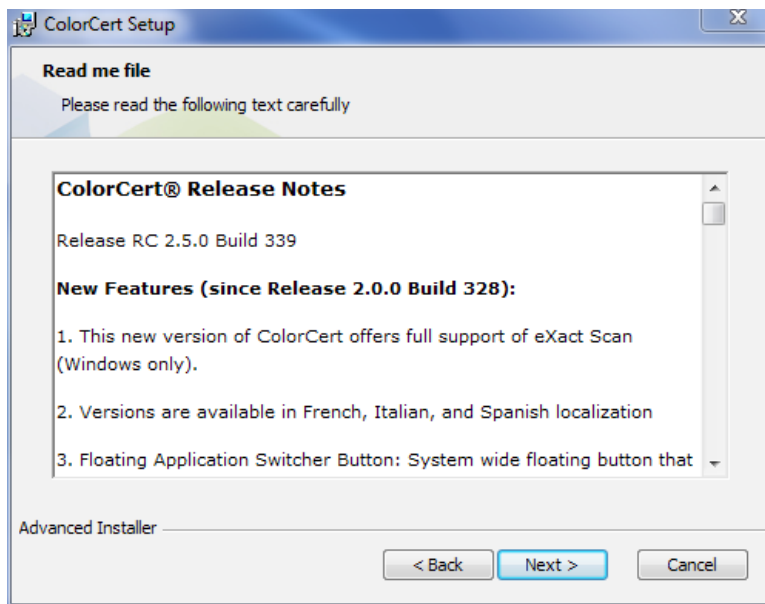 ColorCert Setup
Read me file
Please read the following text carefully
ColorCert® Release Notes
Release RC 2.5.0 Build 339
New Features (since Release 2.0.0 Build 328):
1. This new version of ColorCert offers full support of eXact Scan
(Windows only).
2. Versions are available in French, Italian, and Spanish localization
3. Floating Application Switcher Button: System wide floating button that
Advanced Installer
< Back
Next >
Cancel